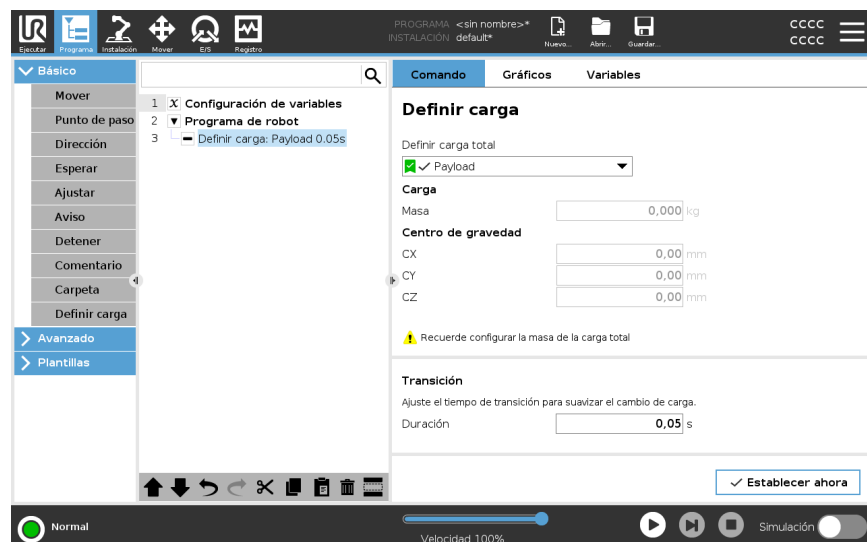 PROGRAMA <sin nombre>*
INSTALACIÓN default*
Ejecutar
Programa
Instalación
Mover
E/S
Registro
Nuevo...
Abrir...
Guardar...
cccc
cccc
Básico
Mover
Punto de paso
Dirección
Esperar
Ajustar
Aviso
Detener
Comentario
Carpeta
Definir carga
Avanzado
Plantillas
1 X Configuración de variables
2 Programa de robot
3 Definir carga: Payload 0.05s
Comando Gráficos Variables
Definir carga
Definir carga total
Payload
Carga
Masa 0,000 kg
Centro de gravedad
CX 0,00 mm
CY 0,00 mm
CZ 0,00 mm
Recuerde configurar la masa de la carga total
Transición
Ajuste el tiempo de transición para suavizar el cambio de carga.
Duración 0,05 s
Establecer ahora
Normal
Velocidad 100%
Simulación